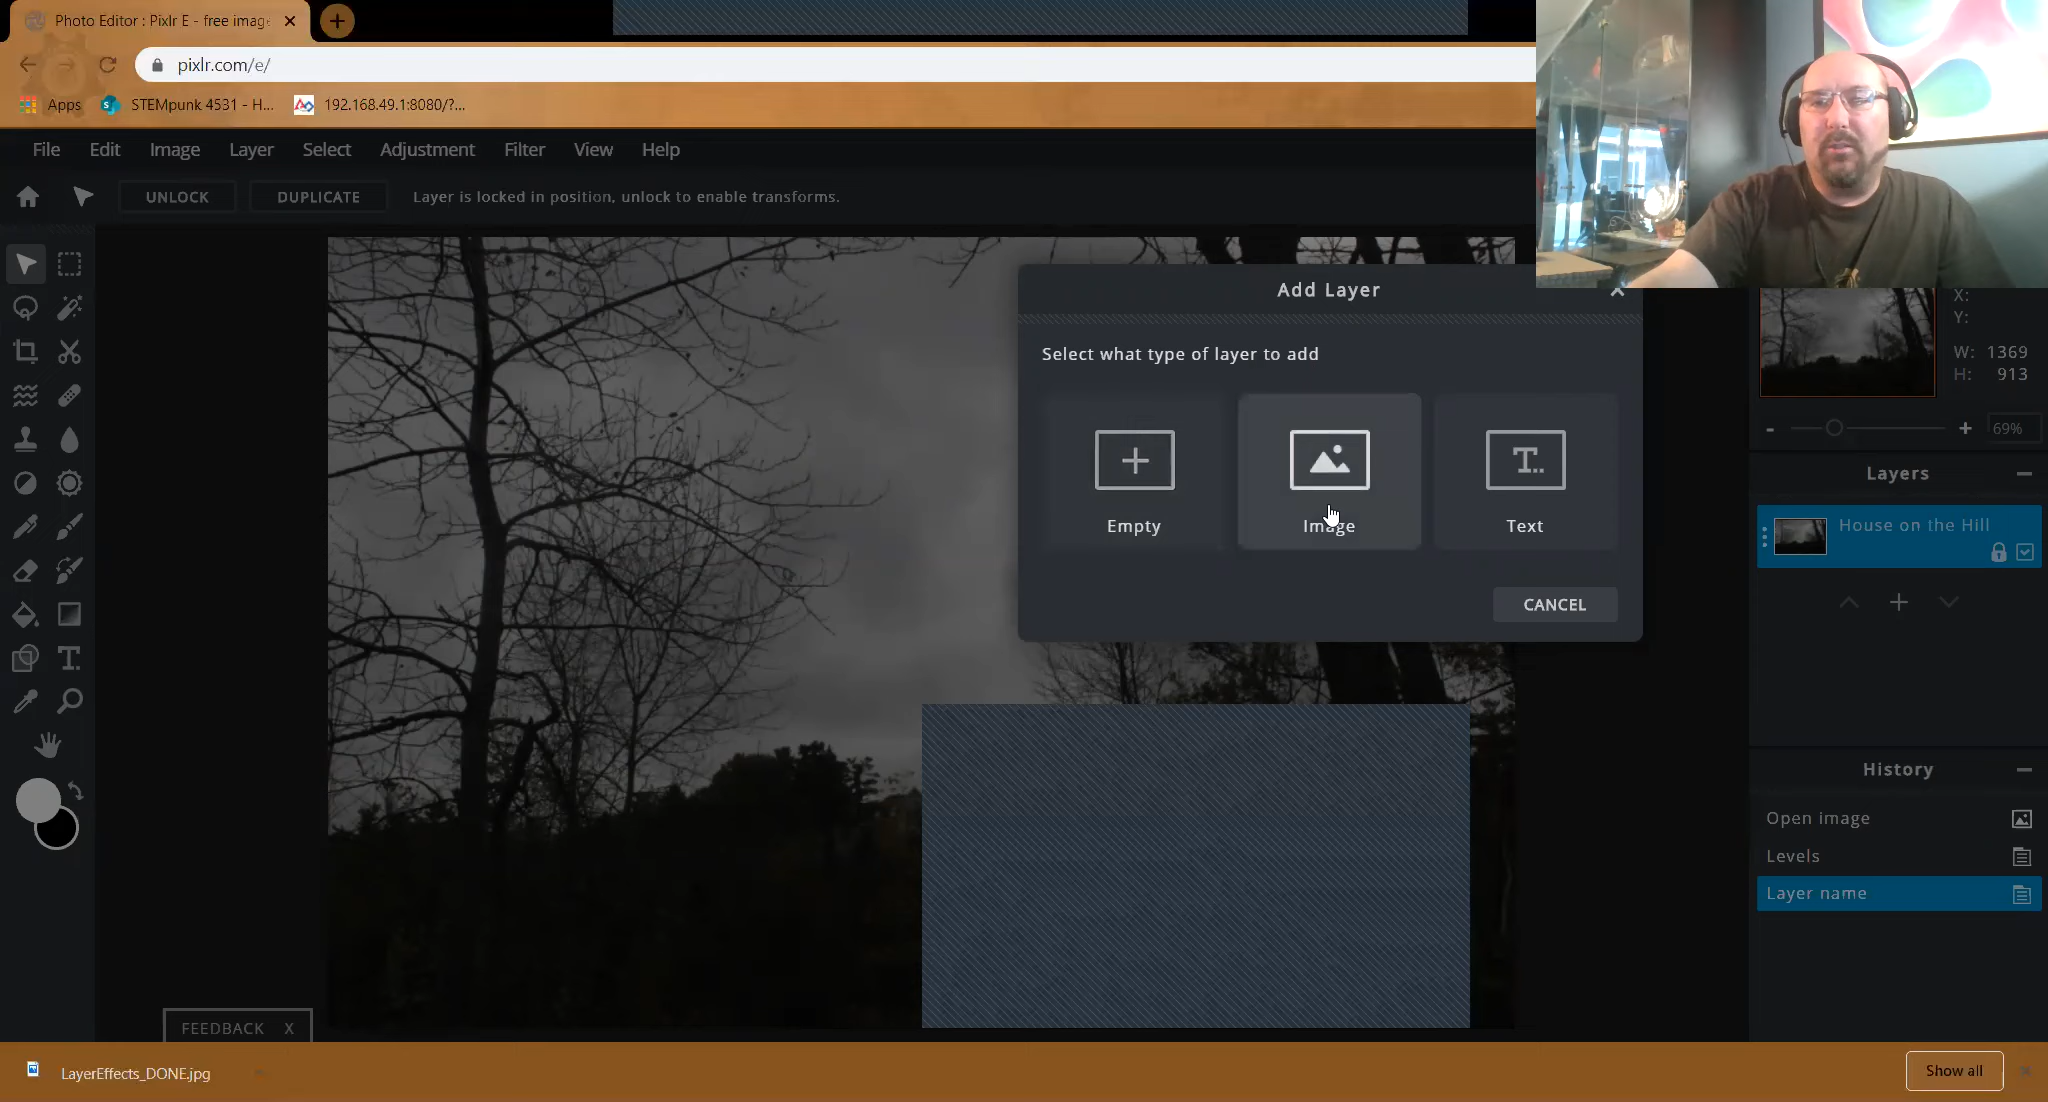 Photo Editor : Pixlr E - free imag
pixlr.com/e/
Apps STEMpunk 4531 - H... 192.168.49.1:8080/?...
File Edit Image Layer Select Adjustment Filter View Help
UNLOCK DUPLICATE Layer is locked in position, unlock to enable transforms.
Add Layer
Select what type of layer to add
Empty Image Text
CANCEL
X:
Y:
W: 1369
H: 913
69%
Layers
House on the Hill
History
Open image
Levels
Layer name
FEEDBACK X
LayerEffects_DONE.jpg
Show all